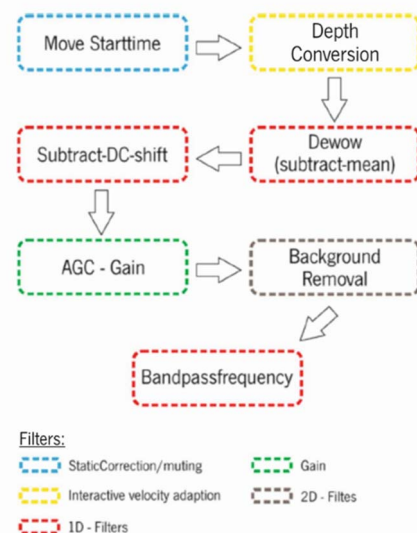 Move Starttime
Depth
Conversion
Dewow
(subtract-mean)
Subtract-DC-shift
AGC - Gain
Background
Removal
Bandpassfrequency
Filters:
StaticCorrection/muting
Interactive velocity adaption
1D - Filters
Gain
2D - Filtes